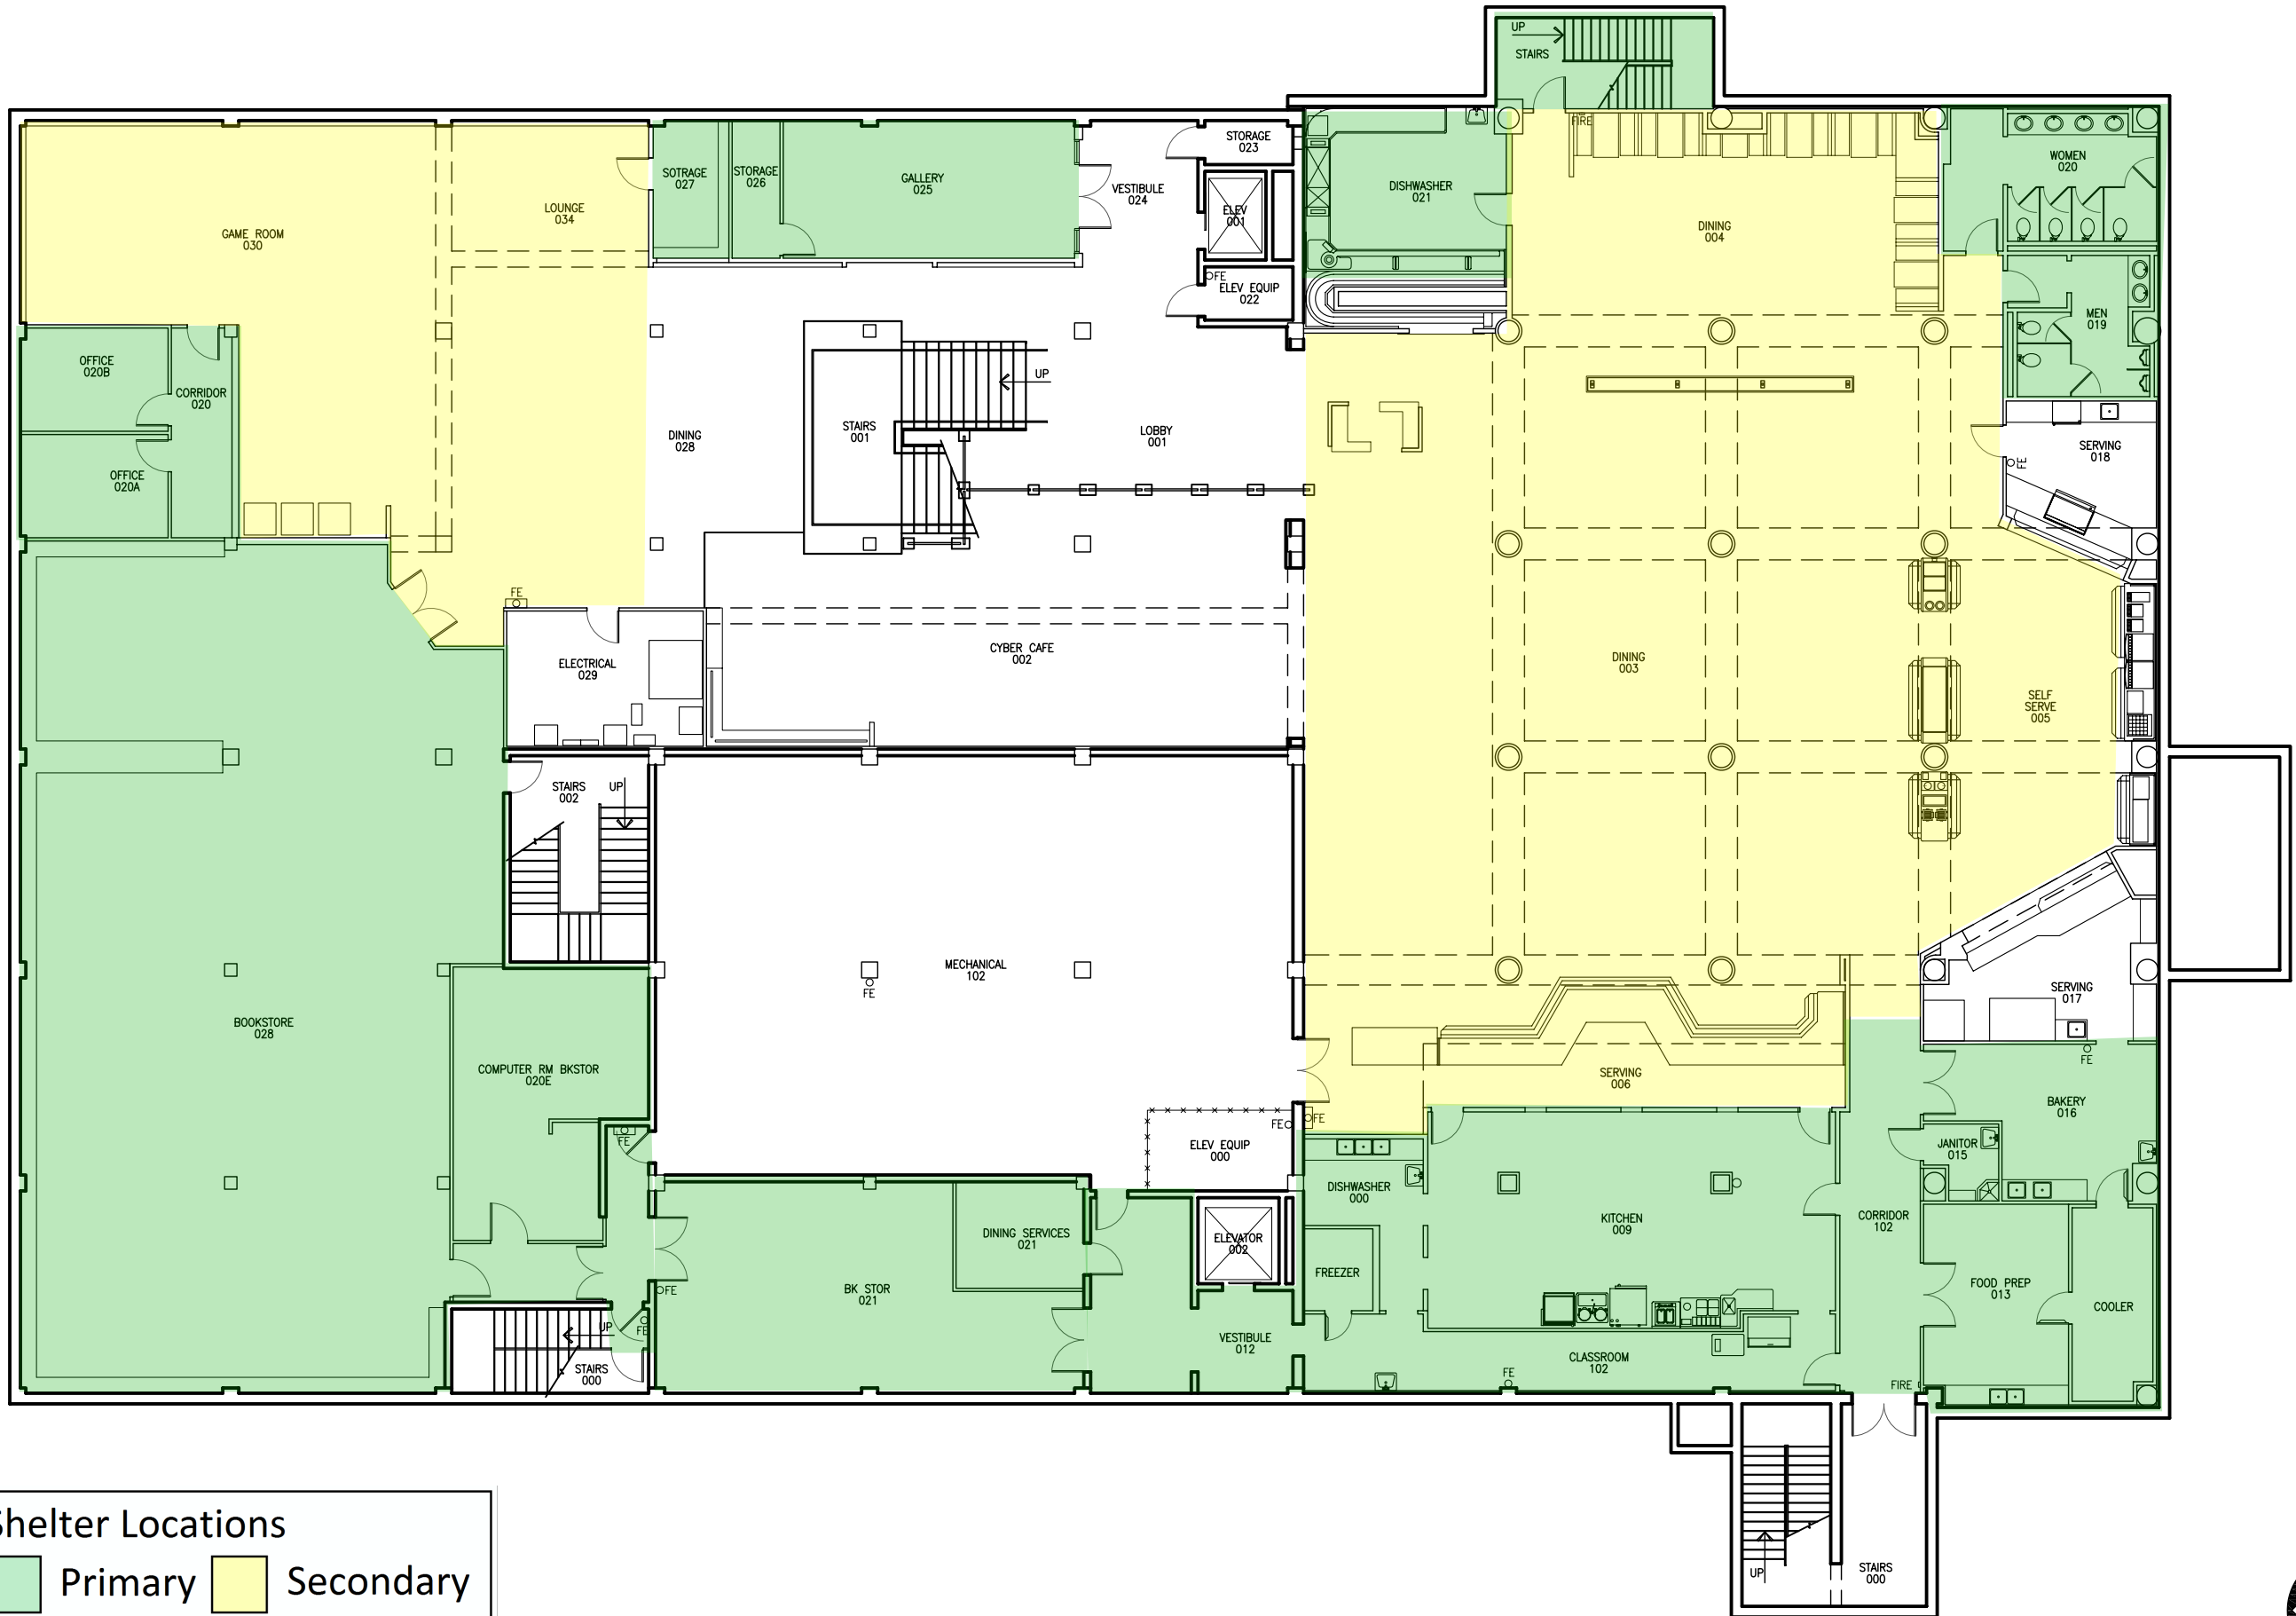 UP
STAIRS
FIRE
STORAGE
023
SOTRAGE
027
STORAGE
026
GALLERY
025
VESTIBULE
024
ELEV
001
DISHWASHER
021
WOMEN
020
LOUNGE
034
GAME ROOM
030
DINING
004
FE
ELEV EQUIP
022
MEN
019
OFFICE
020B
CORRIDOR
020
UP
DINING
028
STAIRS
001
LOBBY
001
SERVING
018
FE
OFFICE
020A
FE
ELECTRICAL
029
CYBER CAFE
002
DINING
003
SELF
SERVE
005
STAIRS
002
UP
MECHANICAL
102
FE
SERVING
017
BOOKSTORE
028
COMPUTER RM BKSTOR
020E
SERVING
006
FE
BAKERY
016
FE
FE
FE
ELEV EQUIP
000
JANITOR
015
DISHWASHER
000
KITCHEN
009
CORRIDOR
102
DINING SERVICES
021
ELEVATOR
002
FREEZER
FOOD PREP
013
COOLER
BK STOR
021
FE
UP
FE
STAIRS
000
VESTIBULE
012
CLASSROOM
102
FE
FIRE
UP
STAIRS
000
Shelter Locations
Primary Secondary